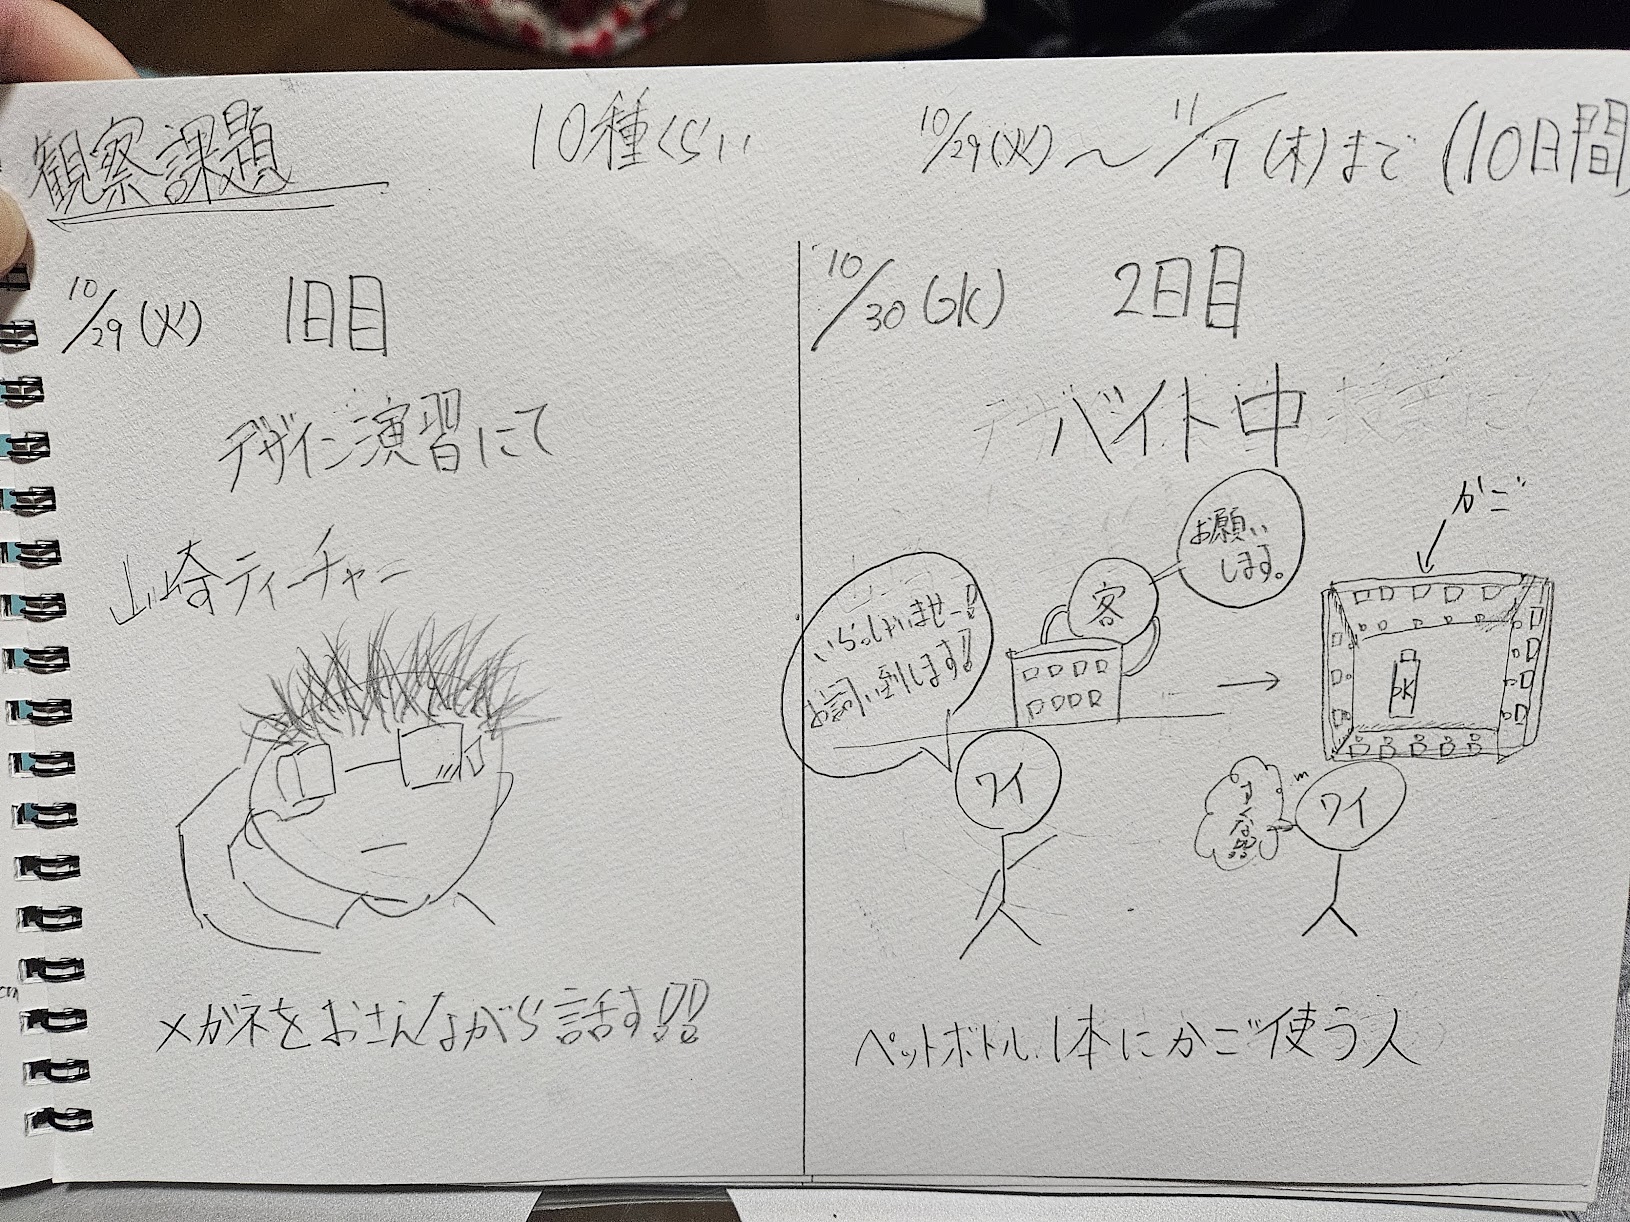 観察課題
10種くらい
10/29(火)～11/7(木)まで(10日間
10/29(火) 1日目
デザイン演習にて
山崎ティーチャー
メガネをおさえながら話す!!
10/30(水) 2日目
バイト中
お願い
します。
客
いらっしゃいませー!
お伺い致します!!
ワイ
かご
水
ワイ
ペットボトル1本にかご使う人